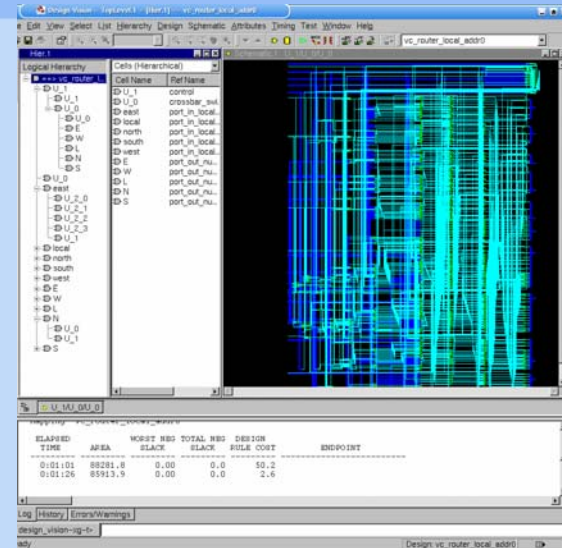 Design Vision - TopLevel.1 - [Hier.1] - vc_router_local_addr0
Edit View Select List Hierarchy Design Schematic Attributes Timing Test Window Help
vc_router_local_addr0
Hier.1
Logical Hierarchy
Cells (Hierarchical)
vc_router_l...
Cell Name Ref Name
U_1 control
U_0 crossbar_swi..
east port_in_local..
local port_in_local..
north port_in_local..
south port_in_local..
west port_in_local..
E port_out_nu...
W port_out_nu...
L port_out_nu...
N port_out_nu...
S port_out_nu...
U_1
U_1
U_0
U_0
E
W
L
N
S
U_0
east
U_2_0
U_2_1
U_2_2
U_2_3
U_1
local
north
south
west
E
W
L
N
U_0
U_1
S
U_1/U_0/U_0
ELAPSED WORST NEG TOTAL NEG DESIGN
TIME AREA SLACK SLACK RULE COST ENDPOINT
0:01:01 88281.8 0.00 0.0 50.2
0:01:26 85913.9 0.00 0.0 2.6
Log History Errors/Warnings
design_vision-xg-t>
Design: vc_router_local_addr0